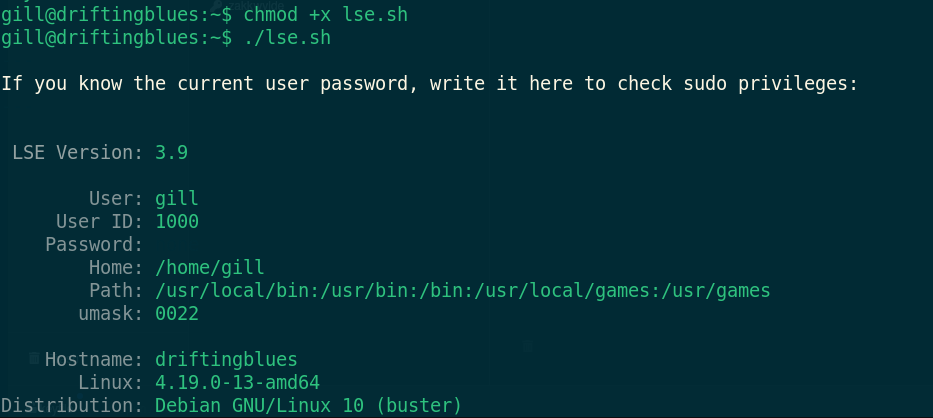 gill@driftingblues:~$ chmod +x lse.sh
gill@driftingblues:~$ ./lse.sh
If you know the current user password, write it here to check sudo privileges:
LSE Version: 3.9
User: gill
User ID: 1000
Password:
Home: /home/gill
Path: /usr/local/bin:/usr/bin:/bin:/usr/local/games:/usr/games
umask: 0022
Hostname: driftingblues
Linux: 4.19.0-13-amd64
Distribution: Debian GNU/Linux 10 (buster)